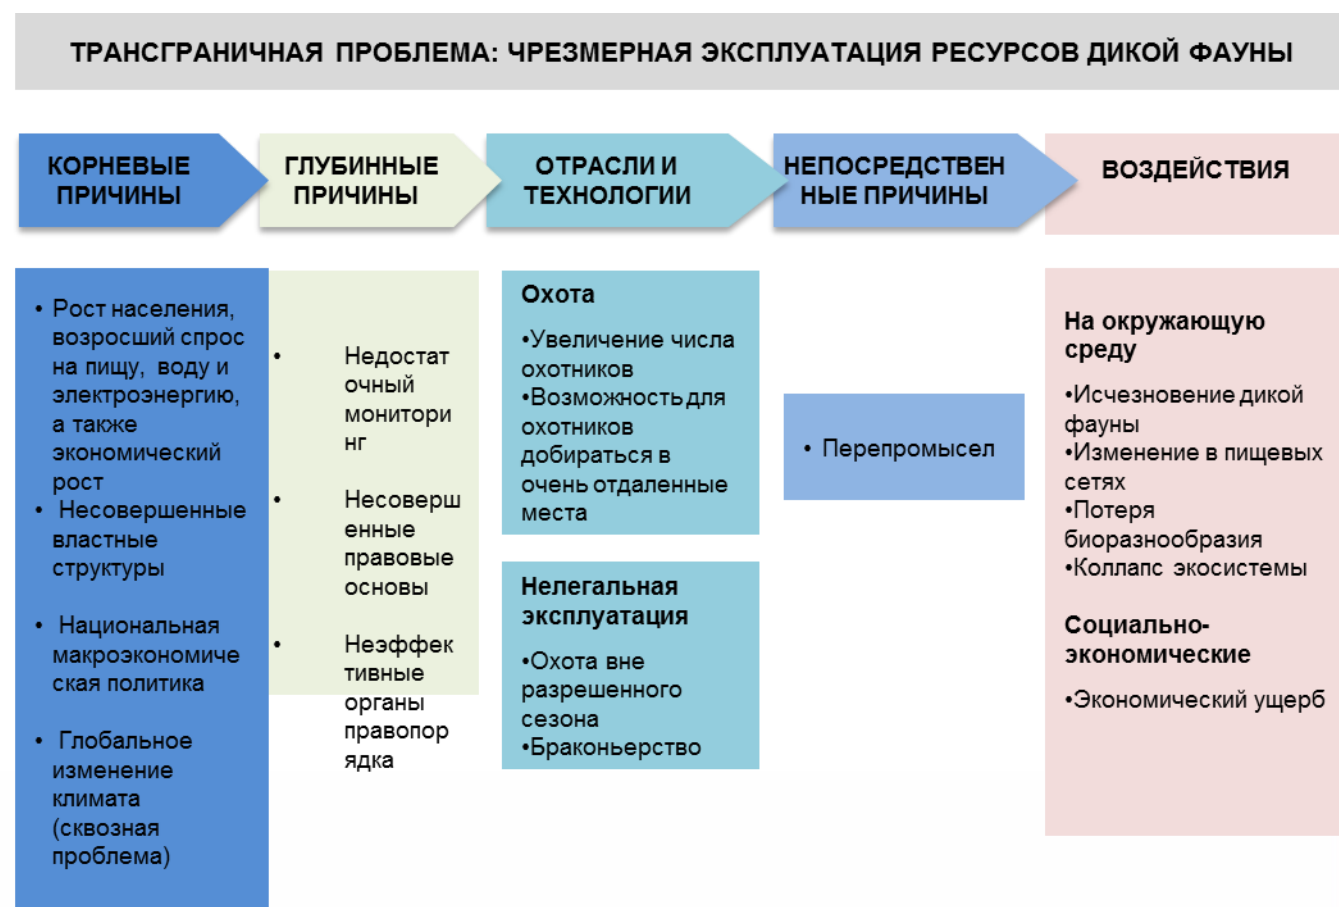 ТРАНСГРАНИЧНАЯ ПРОБЛЕМА: ЧРЕЗМЕРНАЯ ЭКСПЛУАТАЦИЯ РЕСУРСОВ ДИКОЙ ФАУНЫ
КОРНЕВЫЕ
ПРИЧИНЫ
ГЛУБИННЫЕ
ПРИЧИНЫ
ОТРАСЛИ И
ТЕХНОЛОГИИ
НЕПОСРЕДСТВЕН
НЫЕ ПРИЧИНЫ
ВОЗДЕЙСТВИЯ
• Рост населения,
возросший спрос
на пищу, воду и
электроэнергию,
а также
экономический
рост
• Несовершенные
властные
структуры
• Национальная
макроэкономиче
ская политика
• Глобальное
изменение
климата
(сквозная
проблема)
• Недостат
очный
монитори
нг
• Несоверш
енные
правовые
основы
• Неэффек
тивные
органы
правопор
ядка
Охота
•Увеличение числа
охотников
•Возможность для
охотников
добираться в
очень отдаленные
места
Нелегальная
эксплуатация
•Охота вне
разрешенного
сезона
•Браконьерство
• Перепромысел
На окружающую
среду
•Исчезновение дикой
фауны
•Изменение в пищевых
сетях
•Потеря
биоразнообразия
•Коллапс экосистемы
Социально-
экономические
•Экономический ущерб